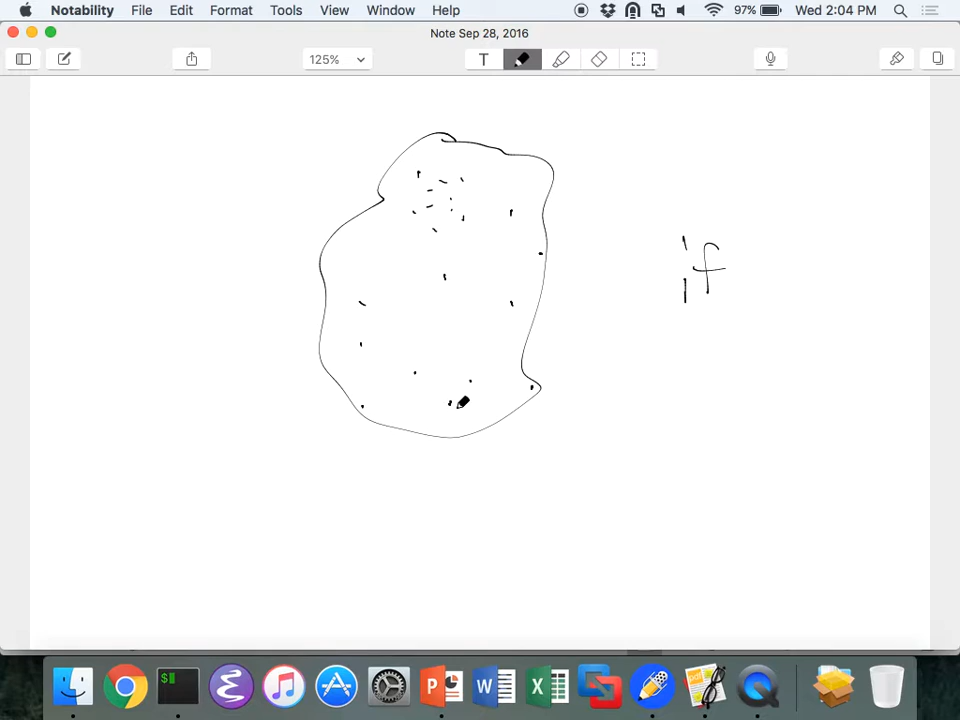 Notability File Edit Format Tools View Window Help 97% Wed 2:04 PM
Note Sep 28, 2016
125% T
if
$
P W X pdf